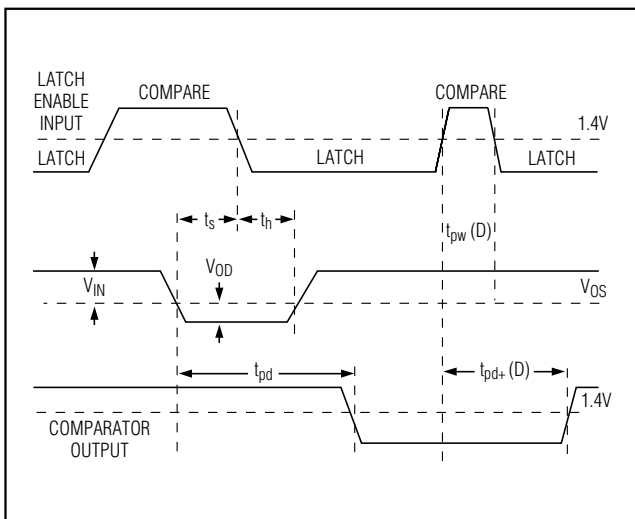 LATCH
ENABLE
INPUT
COMPARE
COMPARE
1.4V
LATCH
LATCH
LATCH
ts
th
tpw (D)
VIN
VOD
VOS
tpd
tpd+ (D)
1.4V
COMPARATOR
OUTPUT